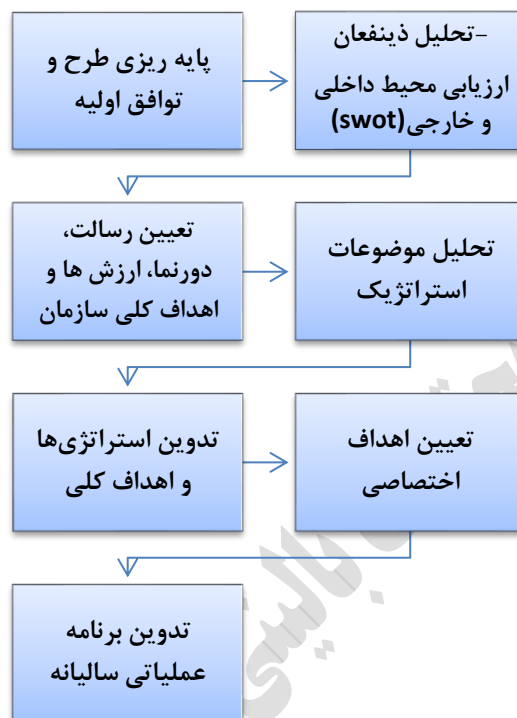 پایه ریزی طرح و
توافق اولیه
-تحلیل ذینفعان
ارزیابی محیط داخلی
و خارجی(swot)
تعیین رسالت،
دورنما، ارزش ها و
اهداف کلی سازمان
تحلیل موضوعات
استراتژیک
تدوین استراتژی‌ها
و اهداف کلی
تعیین اهداف
اختصاصی
تدوین برنامه
عملیاتی سالیانه